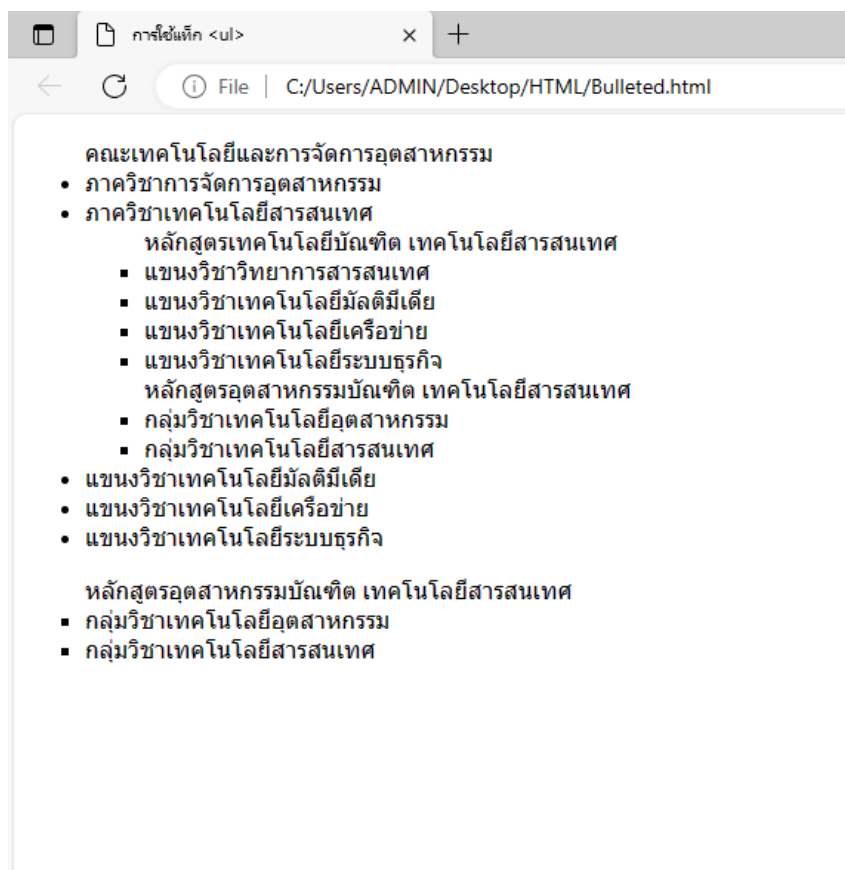 การใช้แท็ก <ul>
File | C:/Users/ADMIN/Desktop/HTML/Bulleted.html
คณะเทคโนโลยีและการจัดการอุตสาหกรรม
ภาควิชาการจัดการอุตสาหกรรม
ภาควิชาเทคโนโลยีสารสนเทศ
หลักสูตรเทคโนโลยีบัณฑิต เทคโนโลยีสารสนเทศ
แขนงวิชาวิทยาการสารสนเทศ
แขนงวิชาเทคโนโลยีมัลติมีเดีย
แขนงวิชาเทคโนโลยีเครือข่าย
แขนงวิชาเทคโนโลยีระบบธุรกิจ
หลักสูตรอุตสาหกรรมบัณฑิต เทคโนโลยีสารสนเทศ
กลุ่มวิชาเทคโนโลยีอุตสาหกรรม
กลุ่มวิชาเทคโนโลยีสารสนเทศ
แขนงวิชาเทคโนโลยีมัลติมีเดีย
แขนงวิชาเทคโนโลยีเครือข่าย
แขนงวิชาเทคโนโลยีระบบธุรกิจ
หลักสูตรอุตสาหกรรมบัณฑิต เทคโนโลยีสารสนเทศ
กลุ่มวิชาเทคโนโลยีอุตสาหกรรม
กลุ่มวิชาเทคโนโลยีสารสนเทศ